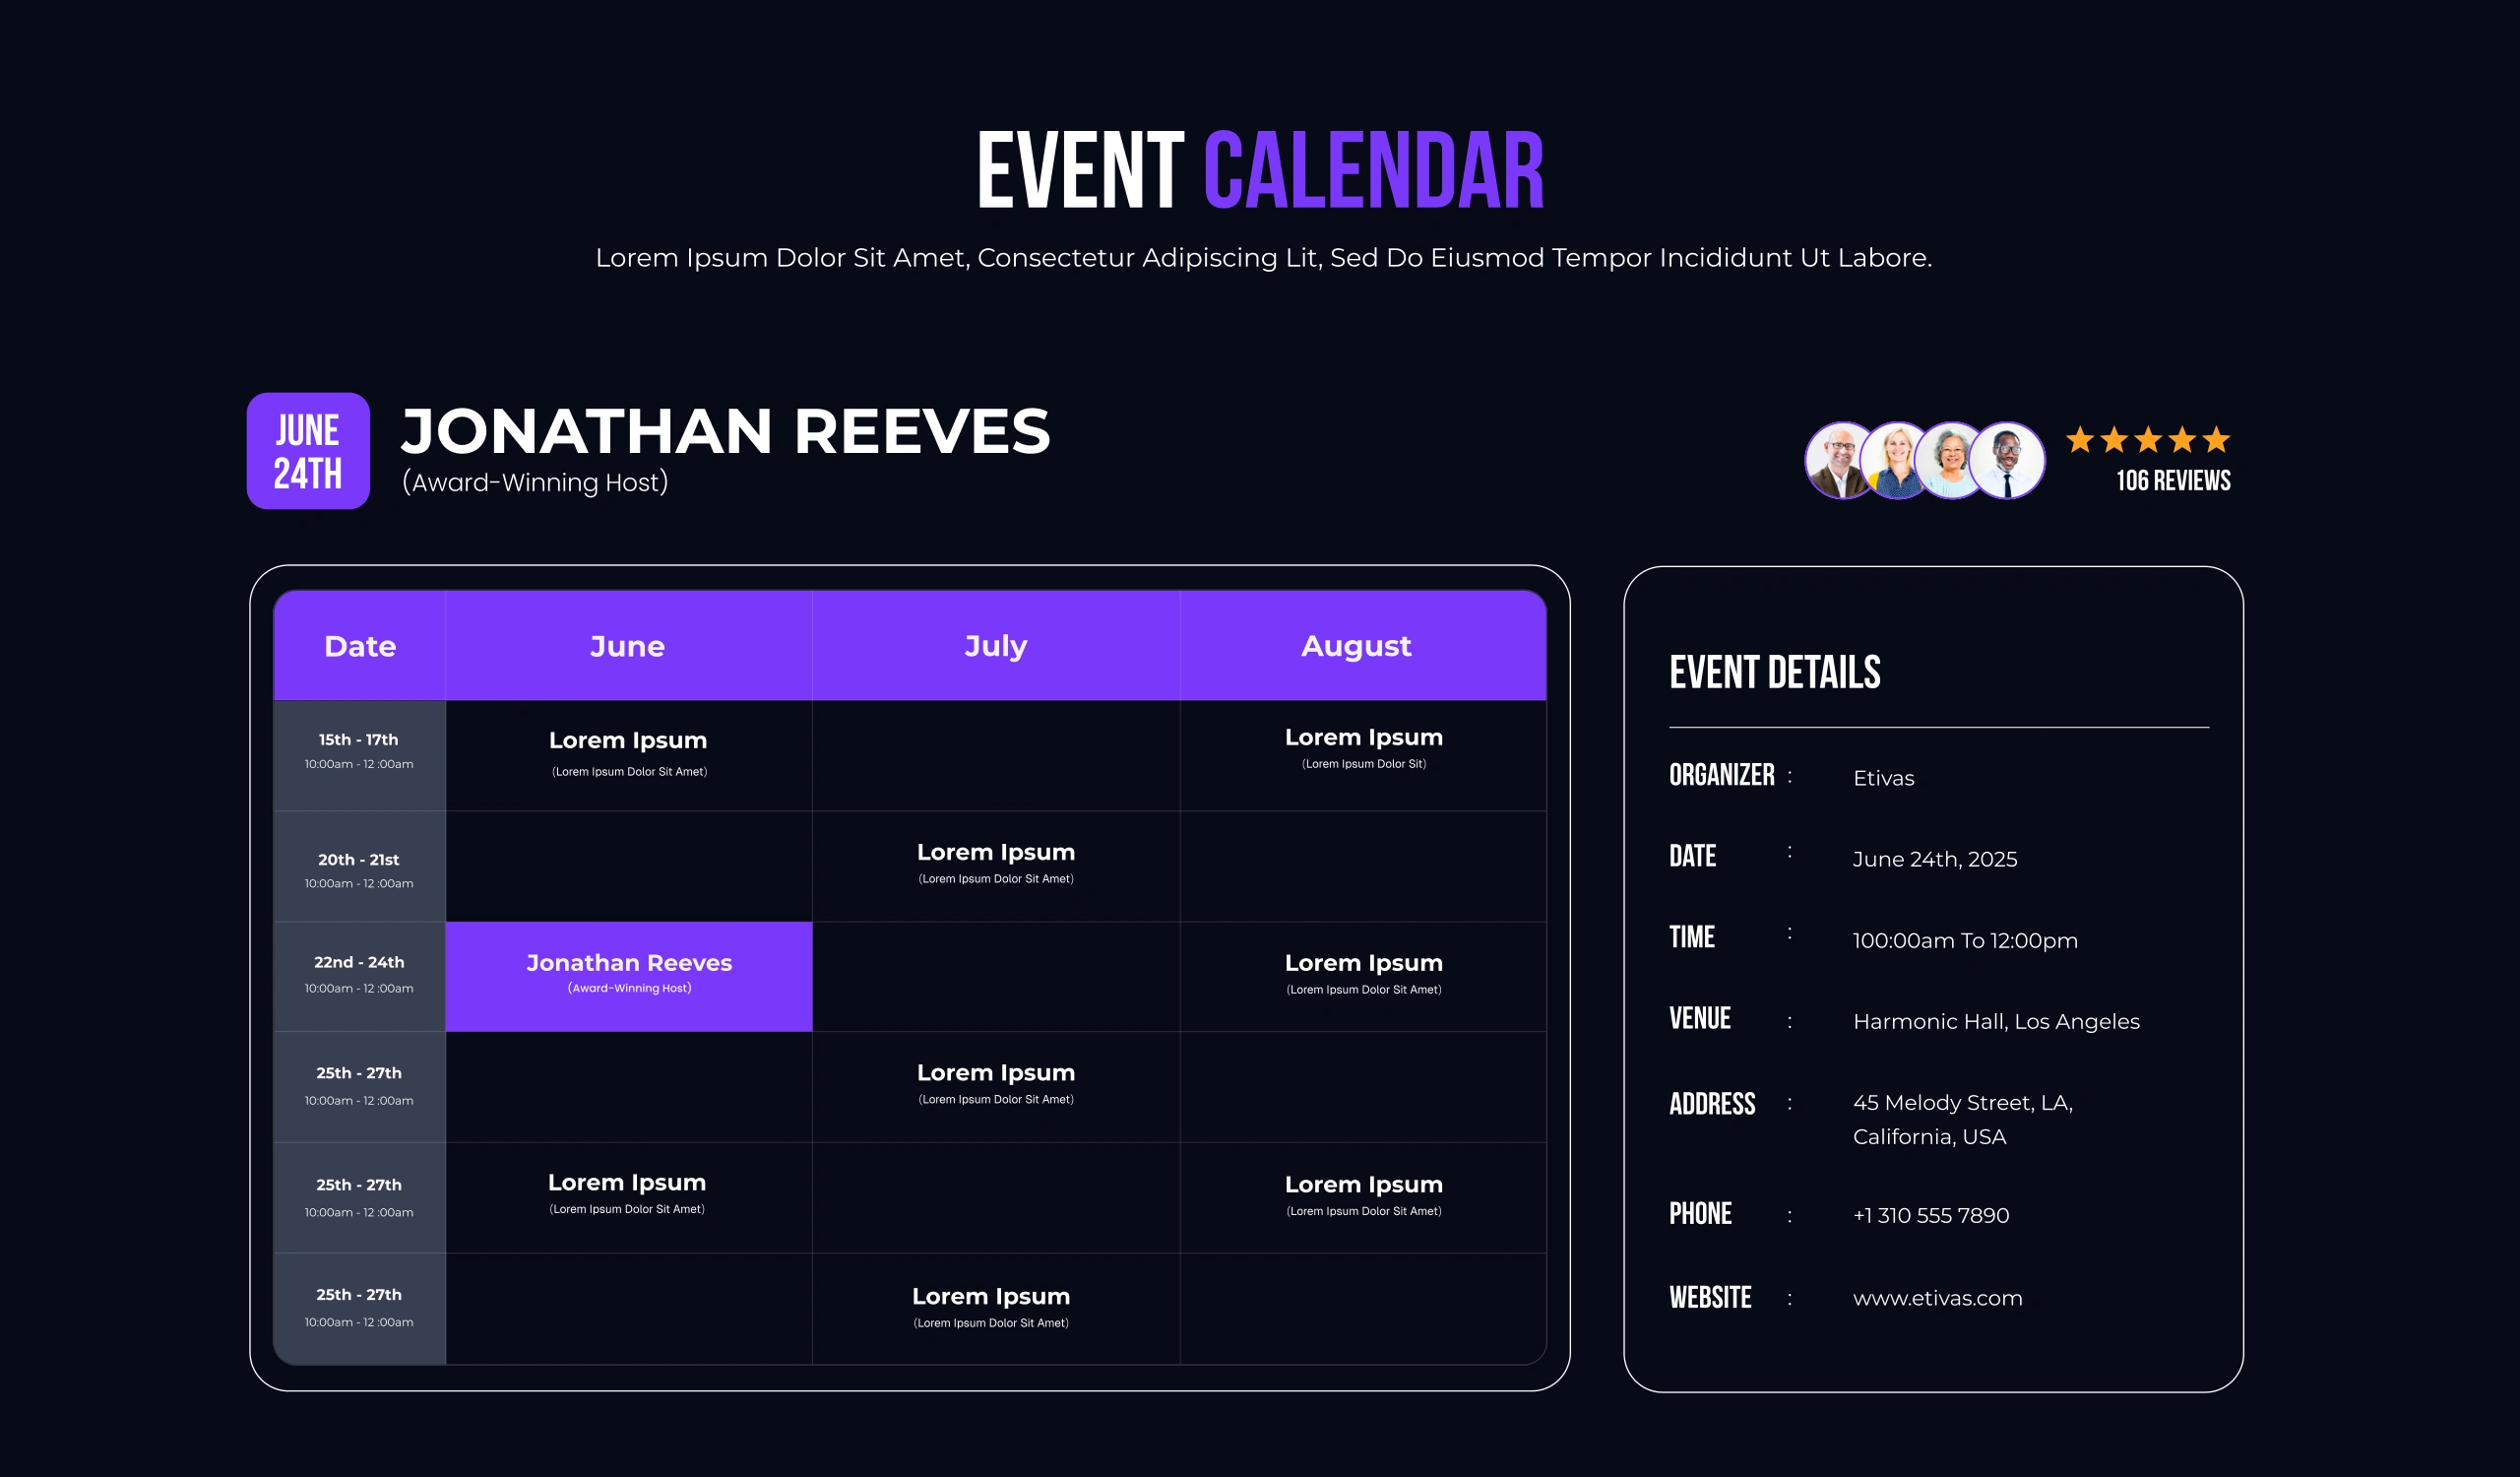 EVENT CALENDAR
Lorem Ipsum Dolor Sit Amet, Consectetur Adipiscing Lit, Sed Do Eiusmod Tempor Incididunt Ut Labore.
JUNE
24TH
JONATHAN REEVES
(Award-Winning Host)
106 REVIEWS
Date June July August
15th - 17th
10:00am - 12 :00am
Lorem Ipsum
(Lorem Ipsum Dolor Sit Amet)
Lorem Ipsum
(Lorem Ipsum Dolor Sit)
20th - 21st
10:00am - 12 :00am
Lorem Ipsum
(Lorem Ipsum Dolor Sit Amet)
22nd - 24th
10:00am - 12 :00am
Jonathan Reeves
(Award-Winning Host)
Lorem Ipsum
(Lorem Ipsum Dolor Sit Amet)
25th - 27th
10:00am - 12 :00am
Lorem Ipsum
(Lorem Ipsum Dolor Sit Amet)
25th - 27th
10:00am - 12 :00am
Lorem Ipsum
(Lorem Ipsum Dolor Sit Amet)
Lorem Ipsum
(Lorem Ipsum Dolor Sit Amet)
25th - 27th
10:00am - 12 :00am
Lorem Ipsum
(Lorem Ipsum Dolor Sit Amet)
EVENT DETAILS
ORGANIZER : Etivas
DATE : June 24th, 2025
TIME : 100:00am To 12:00pm
VENUE : Harmonic Hall, Los Angeles
ADDRESS : 45 Melody Street, LA,
California, USA
PHONE : +1 310 555 7890
WEBSITE : www.etivas.com